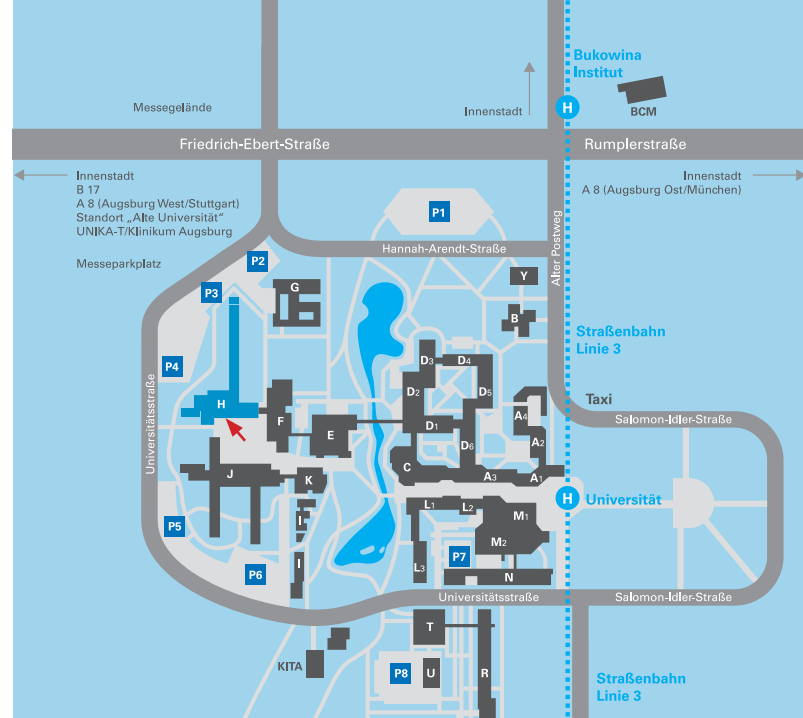 Bukowina
Institut
H
BCM
Messegelände
Innenstadt
Friedrich-Ebert-Straße
Rumplerstraße
Innenstadt
B 17
A 8 (Augsburg West/Stuttgart)
Standort „Alte Universität“
UNIKA-T/Klinikum Augsburg
Messeparkplatz
Innenstadt
A 8 (Augsburg Ost/München)
P1
Hannah-Arendt-Straße
Alter Postweg
P2
P3
G
Y
B
Straßenbahn
Linie 3
P4
D3
D4
D2
D5
H
F
E
D1
D6
A4
A2
Taxi
Salomon-Idler-Straße
Universitätsstraße
J
K
C
A3
A1
H
Universität
I
I
L1
L2
M1
M2
L3
P7
N
P5
P6
Universitätsstraße
Salomon-Idler-Straße
T
KITA
P8
U
R
Straßenbahn
Linie 3